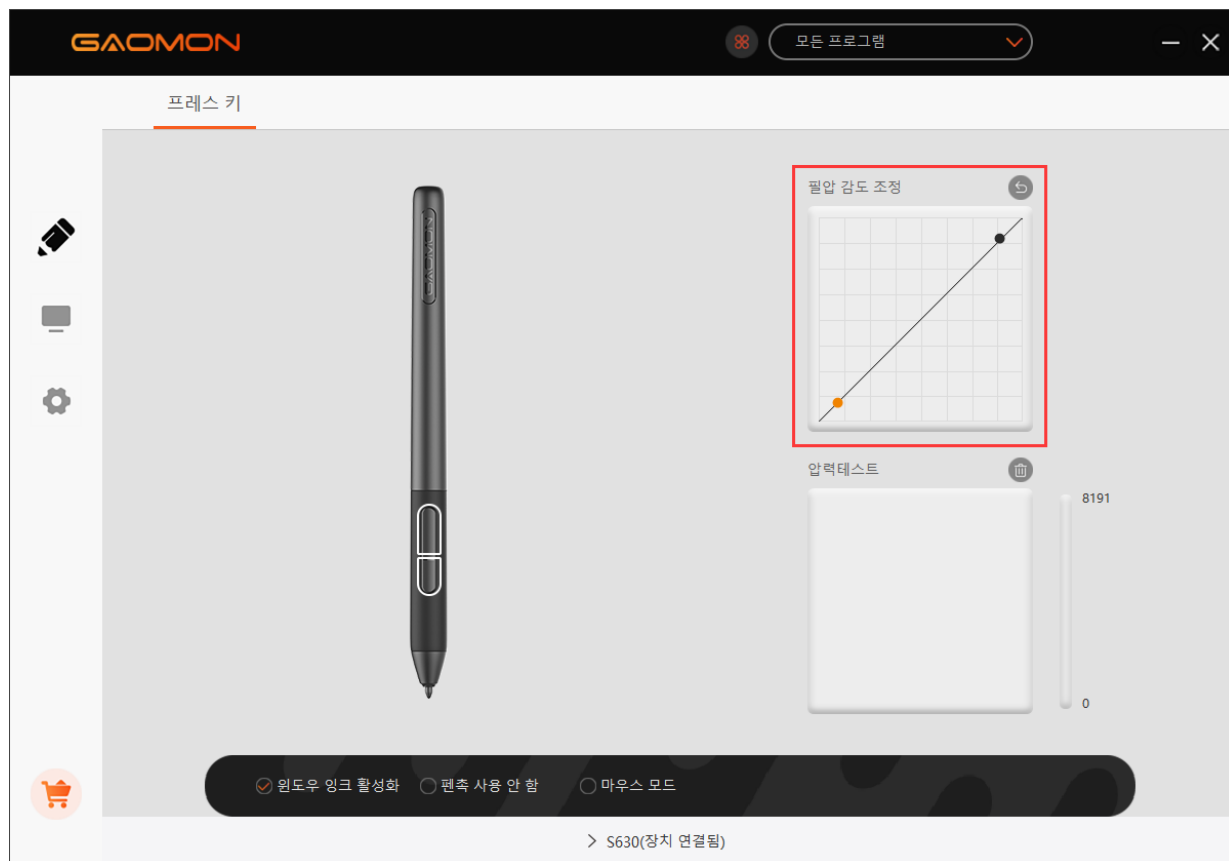 GAOMON
모든 프로그램
프레스 키
필압 감도 조정
GAOMON
압력테스트
8191
0
윈도우 잉크 활성화
펜촉 사용 안 함
마우스 모드
> S630(장치 연결됨)